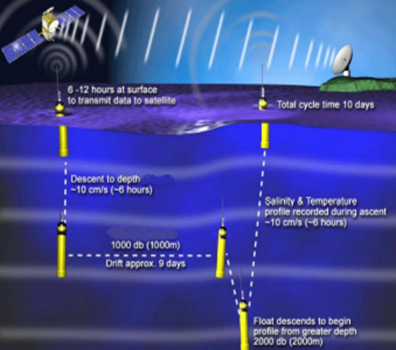 6 -12 hours at surface
to transmit data to satellite
Total cycle time 10 days
Descent to depth
~10 cm/s (~6 hours)
Salinity & Temperature
profile recorded during ascent
~10 cm/s (~6 hours)
1000 db (1000m)
Drift approx. 9 days
Float descends to begin
profile from greater depth
2000 db (2000m)